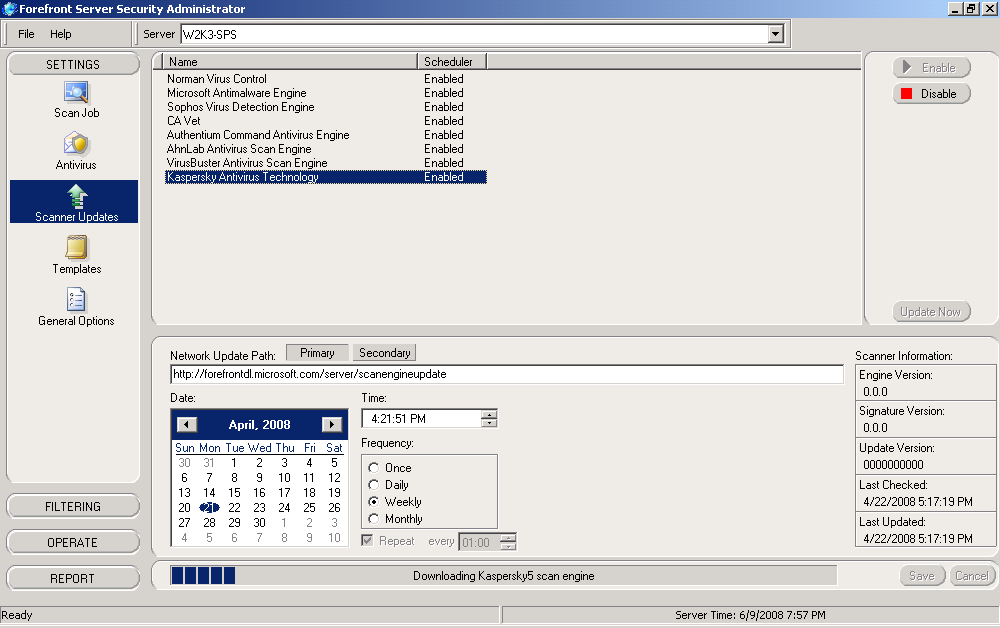 Forefront Server Security Administrator
File Help Server W2K3-SPS
SETTINGS
Scan Job
Antivirus
Scanner Updates
Templates
General Options
FILTERING
OPERATE
REPORT
Name Scheduler
Norman Virus Control Enabled
Microsoft Antimalware Engine Enabled
Sophos Virus Detection Engine Enabled
CA Vet Enabled
Authentium Command Antivirus Engine Enabled
AhnLab Antivirus Scan Engine Enabled
VirusBuster Antivirus Scan Engine Enabled
Kaspersky Antivirus Technology Enabled
Enable
Disable
Update Now
Network Update Path: Primary Secondary
http://forefrontdl.microsoft.com/server/scanengineupdate
Date:
April, 2008
Sun Mon Tue Wed Thu Fri Sat
30 31 1 2 3 4 5
6 7 8 9 10 11 12
13 14 15 16 17 18 19
20 21 22 23 24 25 26
27 28 29 30 1 2 3
4 5 6 7 8 9 10
Time:
4:21:51 PM
Frequency:
Once
Daily
Weekly
Monthly
Repeat every 01:00
Scanner Information:
Engine Version:
0.0.0
Signature Version:
0.0.0
Update Version:
0000000000
Last Checked:
4/22/2008 5:17:19 PM
Last Updated:
4/22/2008 5:17:19 PM
Downloading Kaspersky5 scan engine
Save Cancel
Ready
Server Time: 6/9/2008 7:57 PM